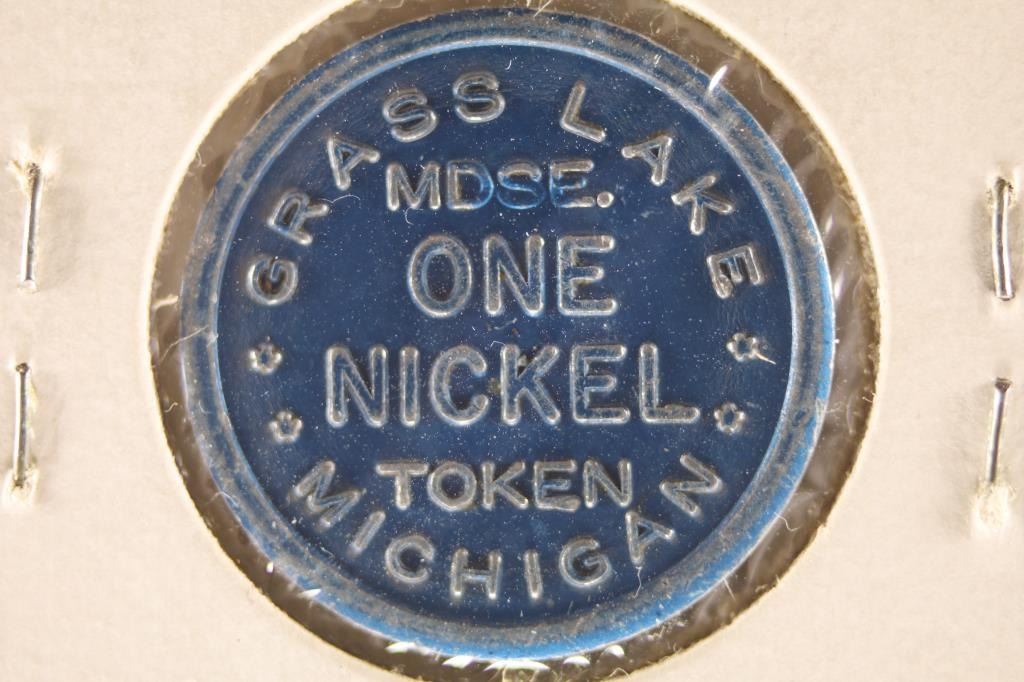 GRASS LAKE
MDSE.
ONE
NICKEL
TOKEN
MICHIGAN